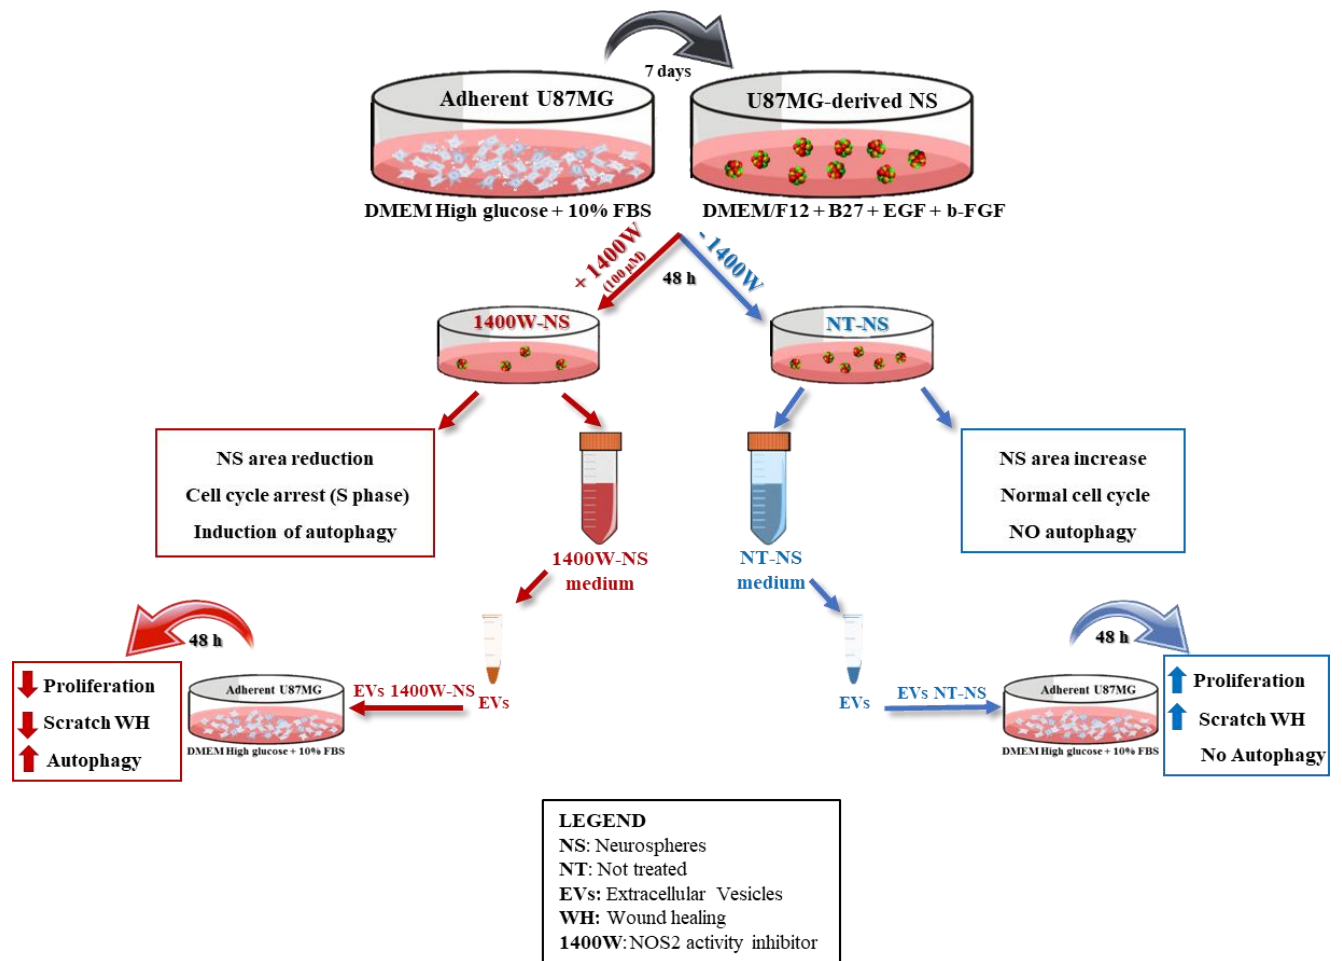 7 days
Adherent U87MG
U87MG-derived NS
DMEM High glucose + 10% FBS
DMEM/F12 + B27 + EGF + b-FGF
+ 1400W
(100 µM)
48 h
- 1400W
1400W-NS
NT-NS
NS area reduction
Cell cycle arrest (S phase)
Induction of autophagy
NS area increase
Normal cell cycle
NO autophagy
1400W-NS
medium
NT-NS
medium
48 h
Proliferation
Scratch WH
Autophagy
Adherent U87MG
DMEM High glucose + 10% FBS
EVs 1400W-NS
EVs
EVs
EVs NT-NS
Adherent U87MG
DMEM High glucose + 10% FBS
48 h
Proliferation
Scratch WH
No Autophagy
LEGEND
NS: Neurospheres
NT: Not treated
EVs: Extracellular Vesicles
WH: Wound healing
1400W: NOS2 activity inhibitor